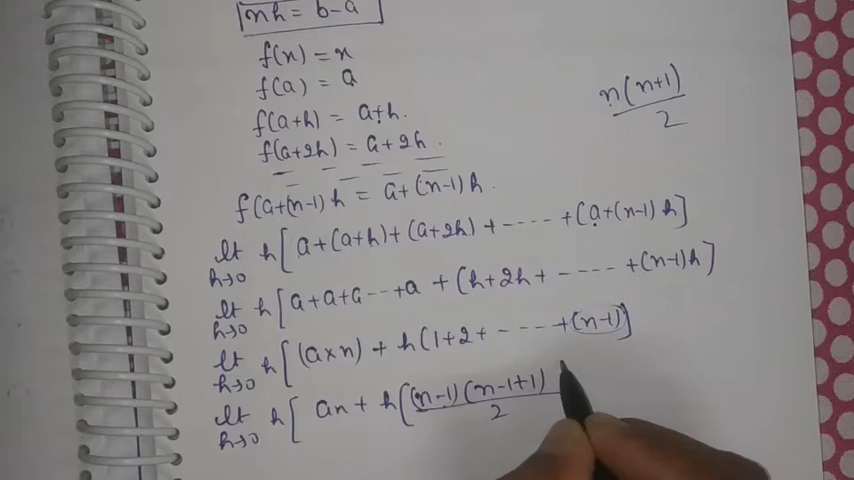 nh = b-a
f(x) = x
f(a) = a
f(a+h) = a+h.
f(a+2h) = a+2h.
n(n+1)/2
f(a+(n-1)h = a+(n-1)h.
lt h→0 h[a+(a+h)+(a+2h)+-----+(a+(n-1)h]
lt h→0 h[a+a+a---+a+(h+2h+-----+(n-1)h]
lt h→0 h[(a×n)+h(1+2+-----+(n-1)]
lt h→0 h[an+h((n-1)(n-1+1)/2